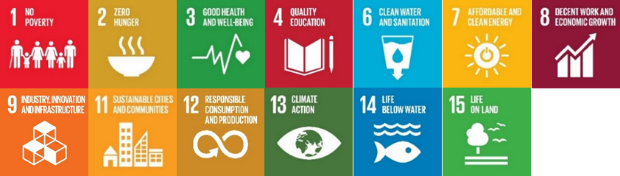 1 NO
POVERTY
2 ZERO
HUNGER
3 GOOD HEALTH
AND WELL-BEING
4 QUALITY
EDUCATION
6 CLEAN WATER
AND SANITATION
7 AFFORDABLE AND
CLEAN ENERGY
8 DECENT WORK AND
ECONOMIC GROWTH
9 INDUSTRY, INNOVATION
AND INFRASTRUCTURE
11 SUSTAINABLE CITIES
AND COMMUNITIES
12 RESPONSIBLE
CONSUMPTION
AND PRODUCTION
13 CLIMATE
ACTION
14 LIFE
BELOW WATER
15 LIFE
ON LAND